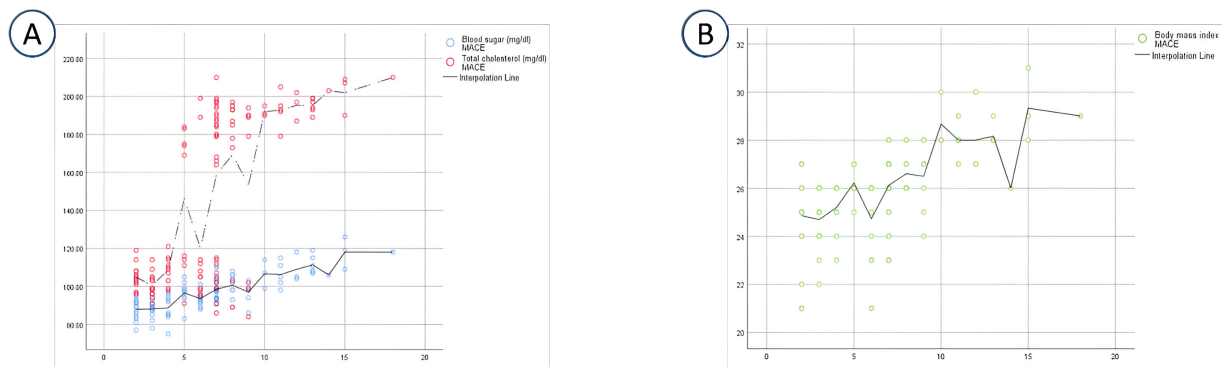 A
220.00
200.00
180.00
160.00
140.00
120.00
100.00
80.00
0 5 10 15 20
Blood sugar (mg/dl)
MACE
Total cholesterol (mg/dl)
MACE
Interpolation Line
B
32
30
28
26
24
22
20
0 5 10 15 20
Body mass index
MACE
Interpolation Line